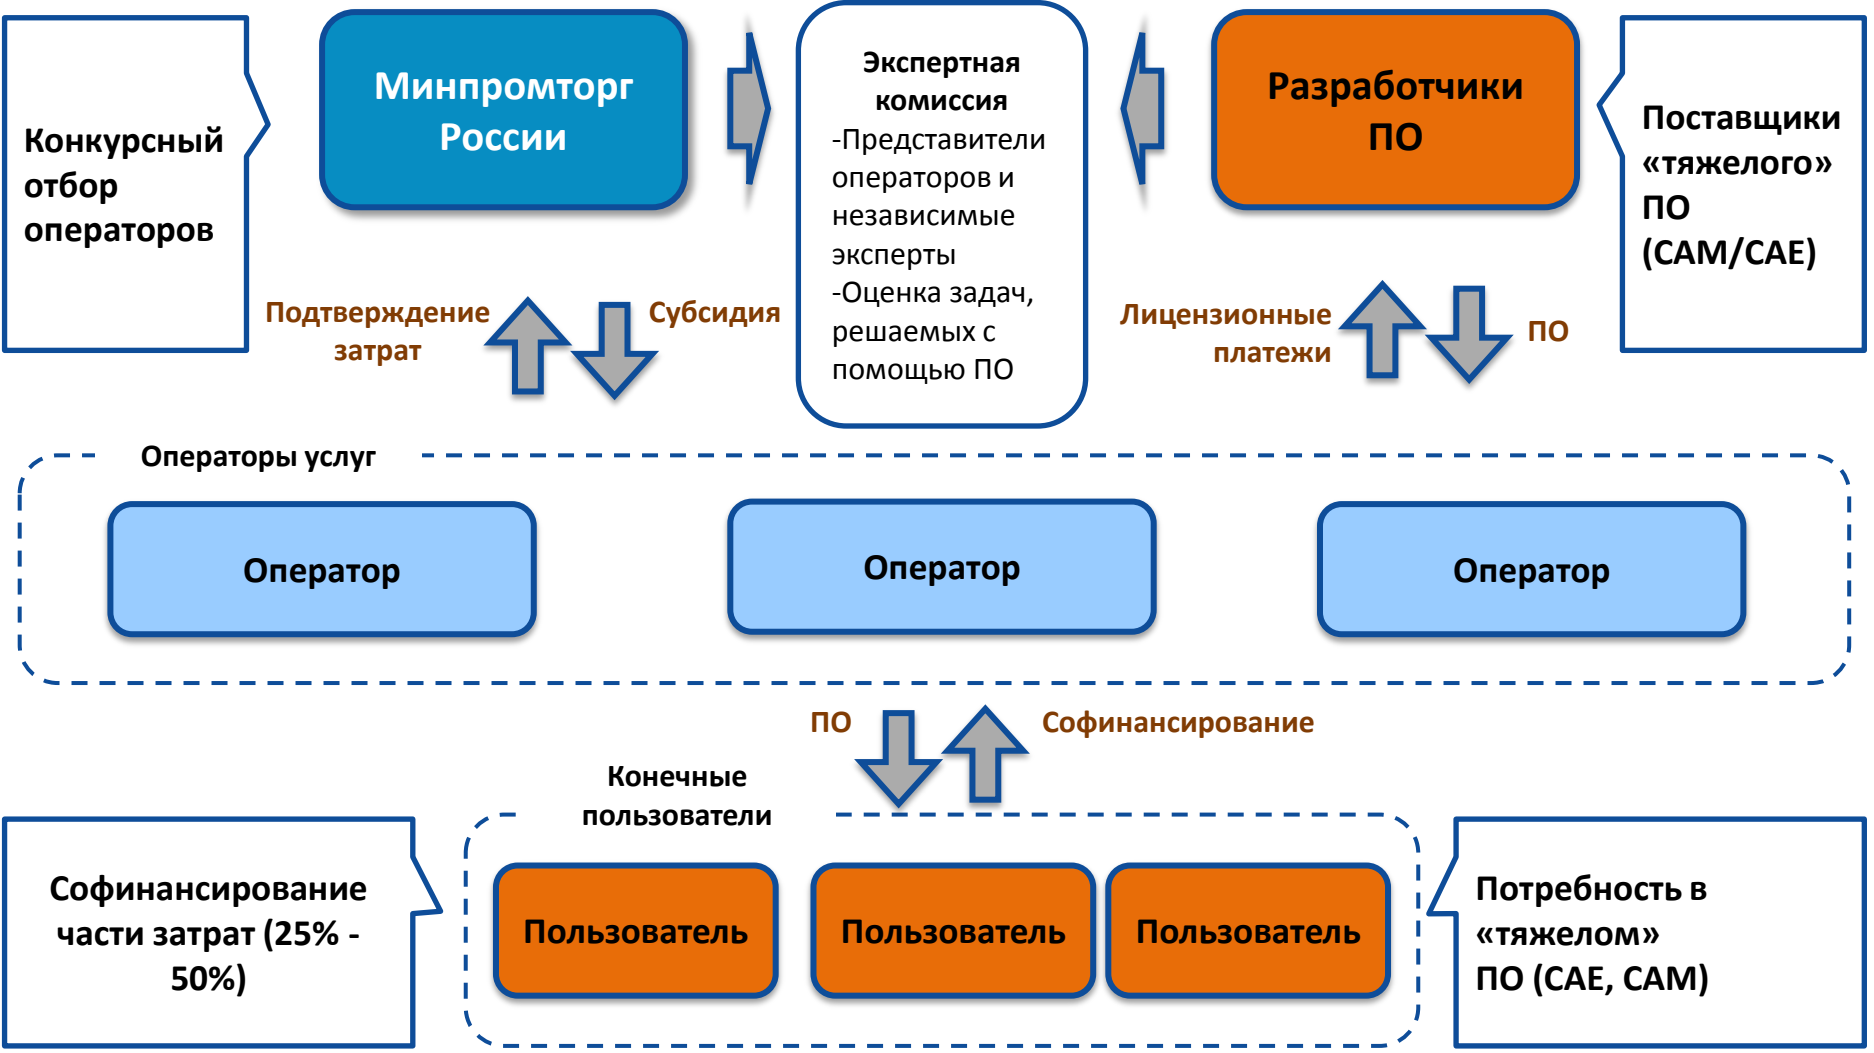 Конкурсный
отбор
операторов
Минпромторг
России
Экспертная
комиссия
-Представители
операторов и
независимые
эксперты
-Оценка задач,
решаемых с
помощью ПО
Разработчики
ПО
Поставщики
«тяжелого»
ПО
(CAM/CAE)
Подтверждение
затрат
Субсидия
Лицензионные
платежи
ПО
Операторы услуг
Оператор
Оператор
Оператор
ПО
Софинансирование
Конечные
пользователи
Софинансирование
части затрат (25% -
50%)
Пользователь
Пользователь
Пользователь
Потребность в
«тяжелом»
ПО (CAE, CAM)